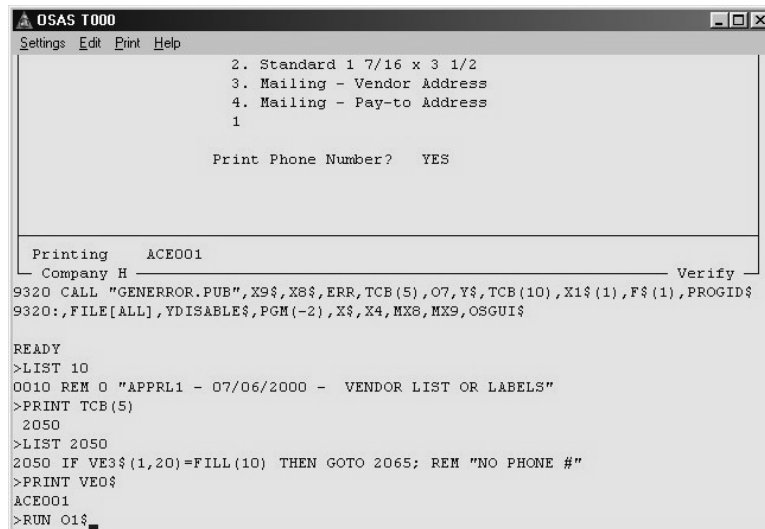 OSAS T000
Settings Edit Print Help
2. Standard 1 7/16 x 3 1/2
3. Mailing - Vendor Address
4. Mailing - Pay-to Address
1
Print Phone Number? YES
Printing ACE001
Company H Verify
9320 CALL "GENERROR.PUB",X9$,X8$,ERR,TCB(5),O7,Y$,TCB(10),X1$(1),F$(1),PROGID$
9320:,FILE[ALL],YDISABLE$,PGM(-2),X$,X4,MX8,MX9,OSGUI$
READY
>LIST 10
0010 REM O "APPRL1 - 07/06/2000 - VENDOR LIST OR LABELS"
>PRINT TCB(5)
2050
>LIST 2050
2050 IF VE3$(1,20)=FILL(10) THEN GOTO 2065; REM "NO PHONE #"
>PRINT VE0$
ACE001
>RUN O1$